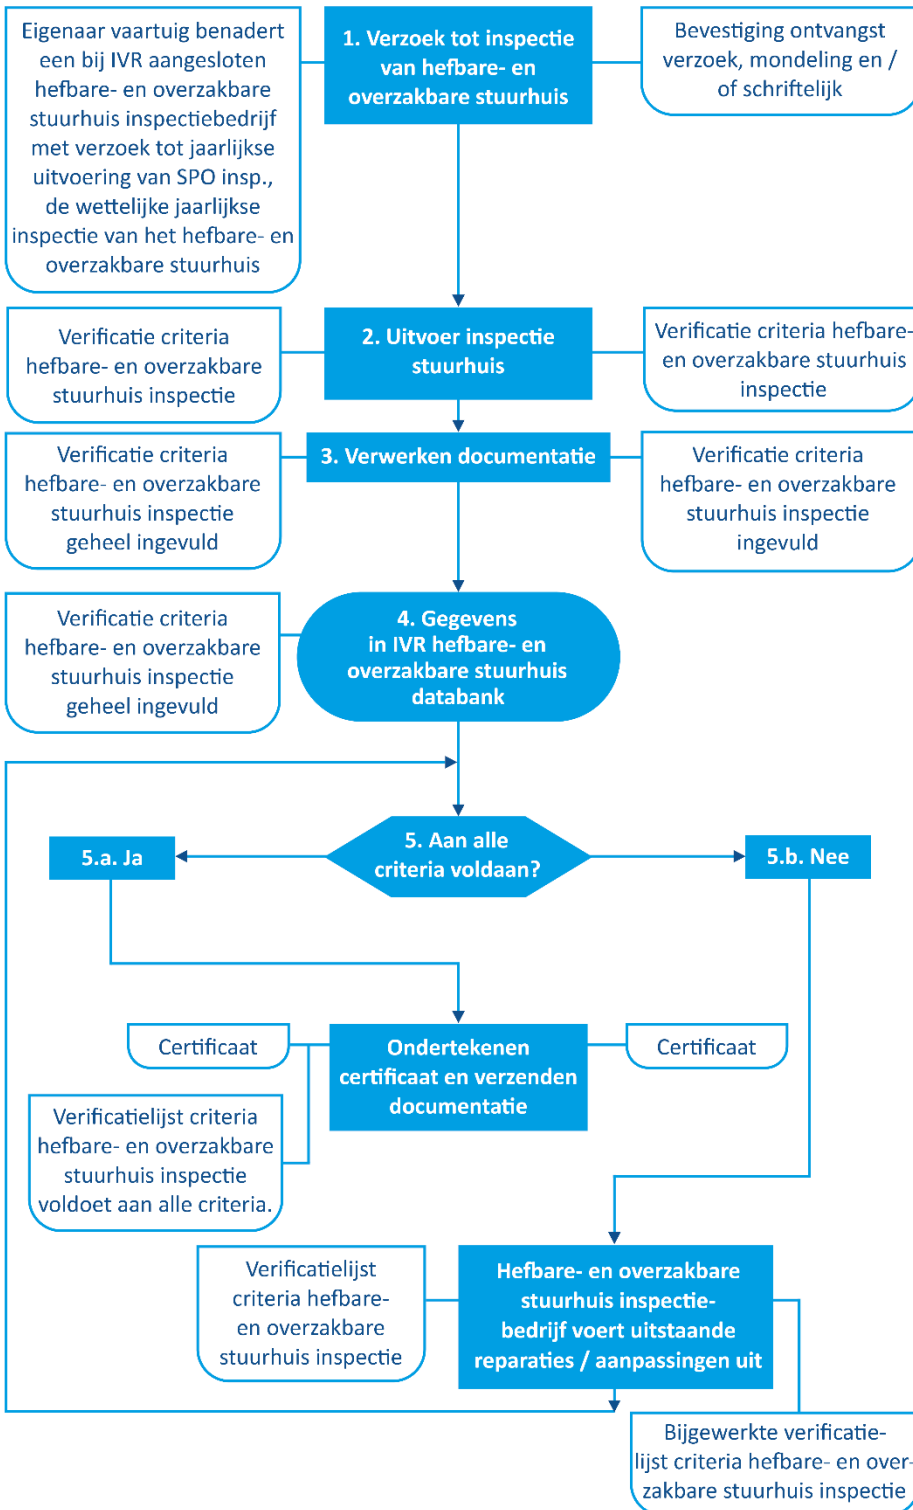 Eigenaar vaartuig benadert
een bij IVR aangesloten
hefbare- en overzakbare
stuurhuis inspectiebedrijf
met verzoek tot jaarlijkse
uitvoering van SPO insp.,
de wettelijke jaarlijkse
inspectie van het hefbare- en
overzakbare stuurhuis
1. Verzoek tot inspectie
van hefbare- en
overzakbare stuurhuis
Bevestiging ontvangst
verzoek, mondeling en /
of schriftelijk
Verificatie criteria
hefbare- en overzakbare
stuurhuis inspectie
2. Uitvoer inspectie
stuurhuis
Verificatie criteria hefbare-
en overzakbare stuurhuis
inspectie
Verificatie criteria
hefbare- en overzakbare
stuurhuis inspectie
geheel ingevuld
3. Verwerken documentatie
Verificatie criteria
hefbare- en overzakbare
stuurhuis inspectie
ingevuld
Verificatie criteria
hefbare- en overzakbare
stuurhuis inspectie
geheel ingevuld
4. Gegevens
in IVR hefbare- en
overzakbare stuurhuis
databank
5.a. Ja
5. Aan alle
criteria voldaan?
5.b. Nee
Certificaat
Ondertekenen
certificaat en verzenden
documentatie
Certificaat
Verificatielijst criteria
hefbare- en overzakbare
stuurhuis inspectie
voldoet aan alle criteria.
Verificatielijst
criteria hefbare-
en overzakbare
stuurhuis inspectie
Hefbare- en overzakbare
stuurhuis inspectie-
bedrijf voert uitstaande
reparaties / aanpassingen uit
Bijgewerkte verificatie-
lijst criteria hefbare- en over-
zakbare stuurhuis inspectie